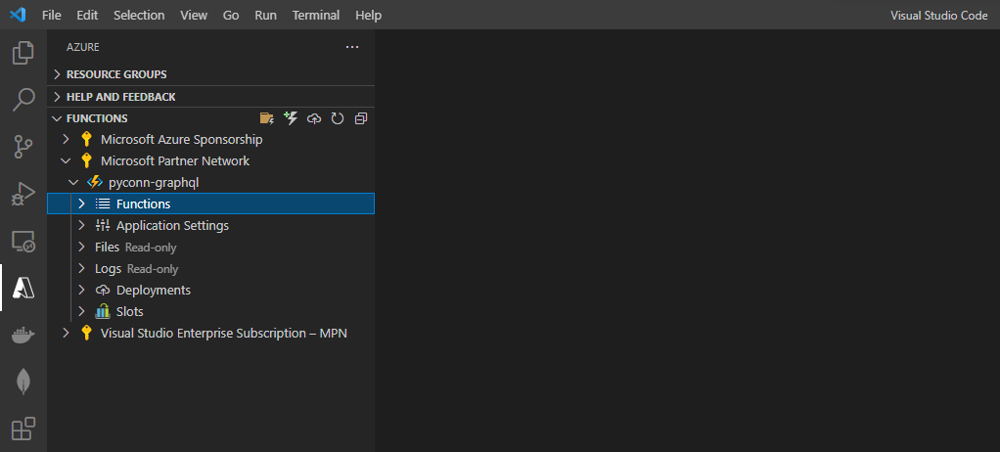 File Edit Selection View Go Run Terminal Help Visual Studio Code
AZURE
RESOURCE GROUPS
HELP AND FEEDBACK
FUNCTIONS
Microsoft Azure Sponsorship
Microsoft Partner Network
pyconn-graphql
Functions
Application Settings
Files Read-only
Logs Read-only
Deployments
Slots
Visual Studio Enterprise Subscription – MPN